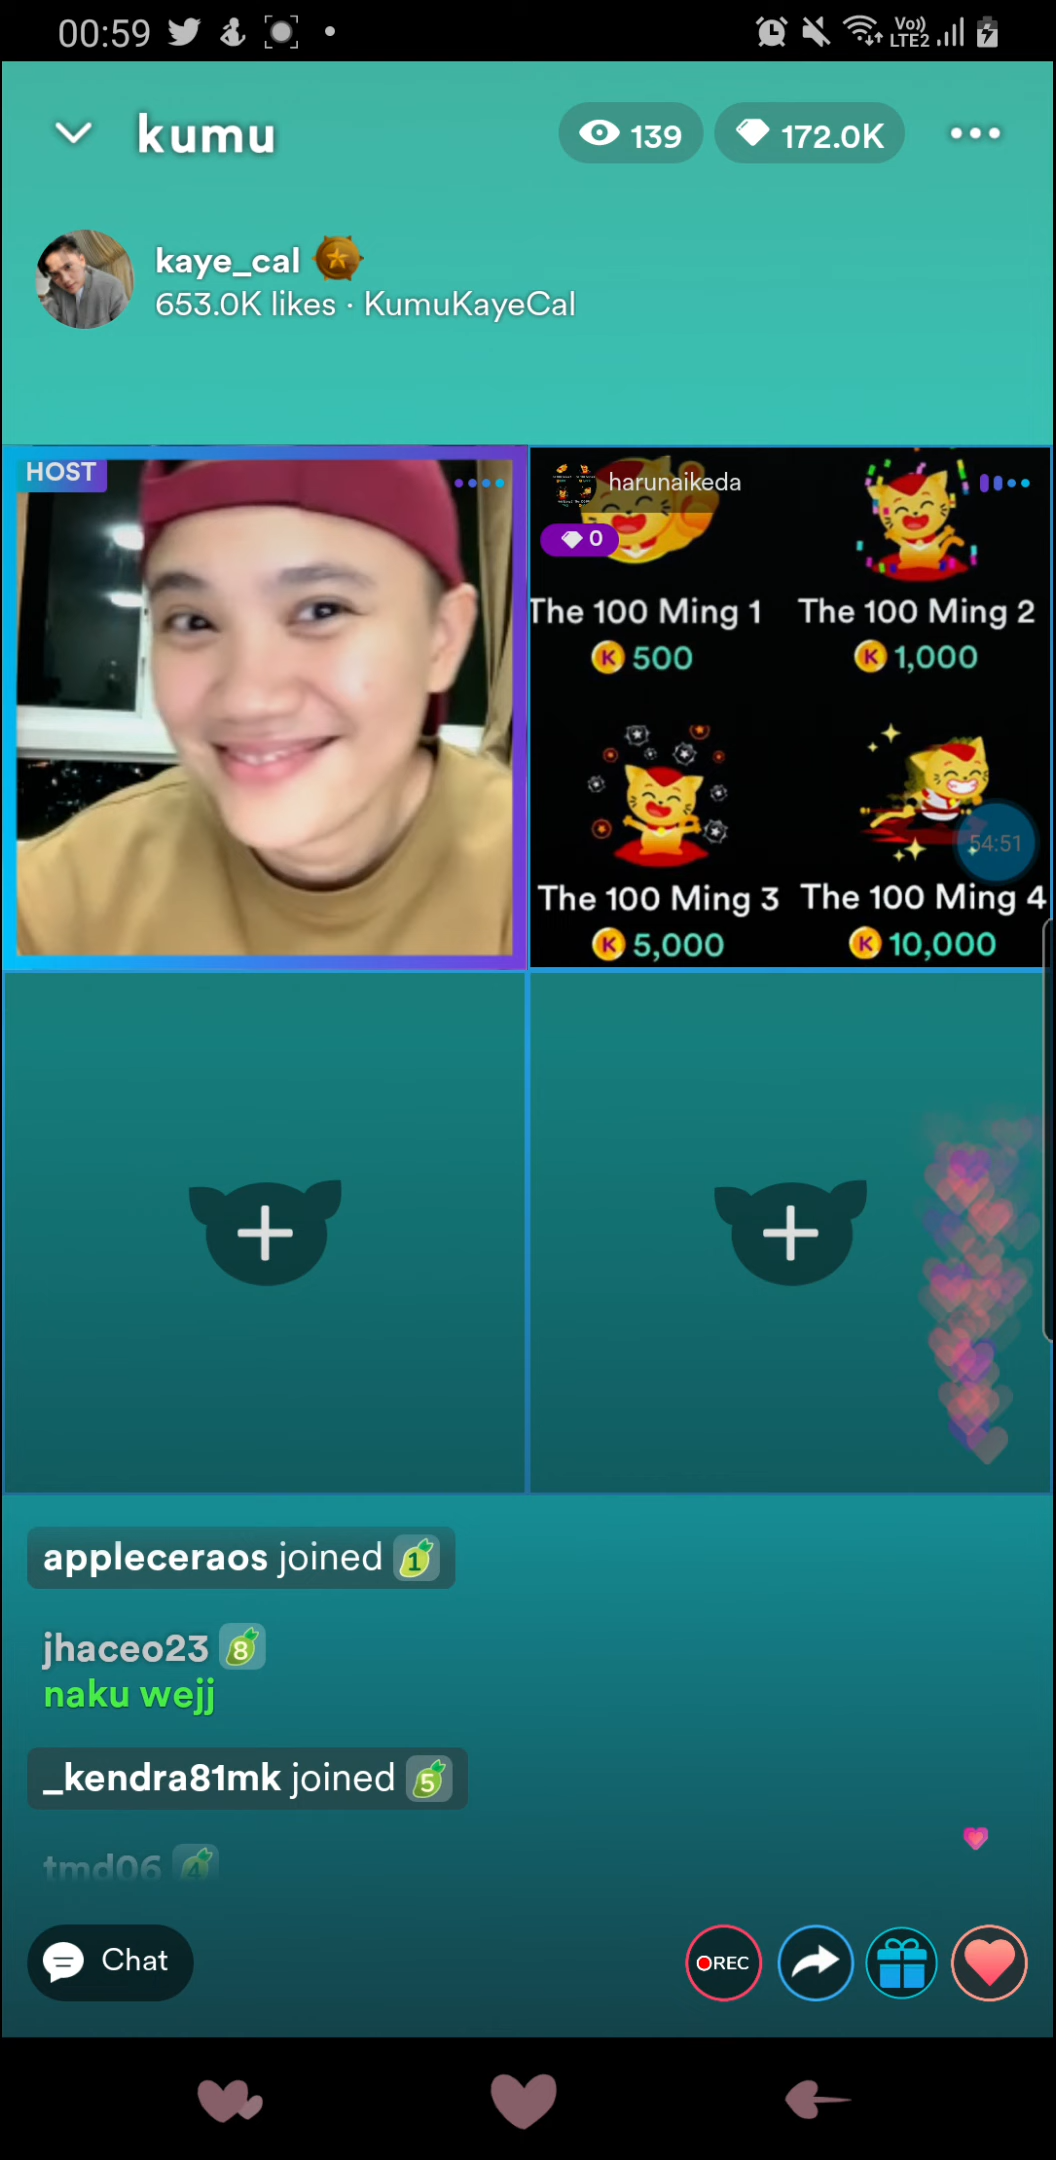 00:59
Vo)) LTE2
kumu
139
172.0K
kaye_cal
653.0K likes · KumuKayeCal
HOST
harunaikeda
0
The 100 Ming 1
The 100 Ming 2
K 500
K 1,000
54:51
The 100 Ming 3
The 100 Ming 4
K 5,000
K 10,000
appleceraos joined 1
jhaceo23 8
naku wejj
_kendra81mk joined 5
tmd06 4
Chat
REC